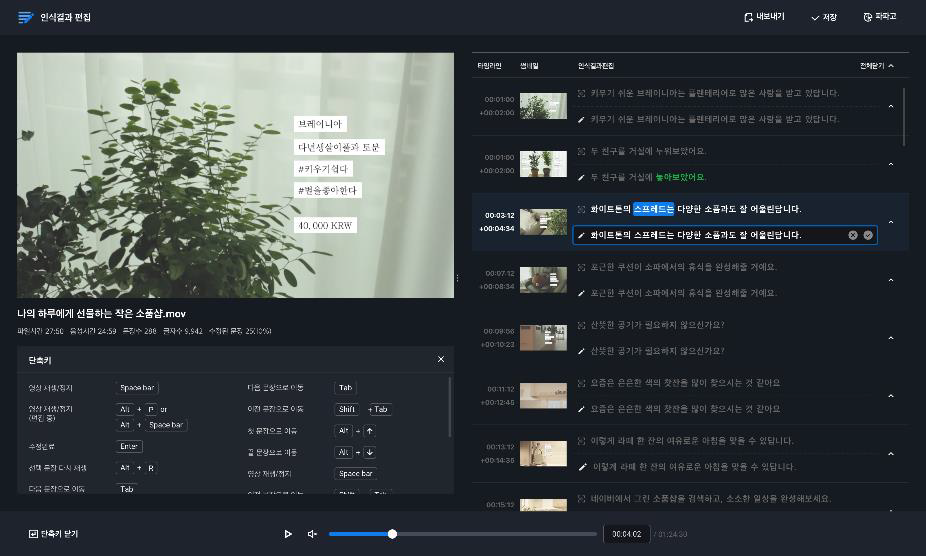 인식결과 편집
내보내기
저장
파파고
브레이니아
다년생살이풀과 토분
#키우기쉽다
#빛을좋아한다
40,000 KRW
나의 하루에게 선물하는 작은 소품샵.mov
파일시간 27:50 음성시간 24:59 문장수 288 글자수 9,942 수정된 문장 25(10%)
단축키
영상 재생/정지 Space bar
영상 재생/정지 (편집 중) Alt + P or Alt + Space bar
수정완료 Enter
선택 문장 다시 재생 Alt + R
다음 문장으로 이동 Tab
다음 문장으로 이동 Tab
이전 문장으로 이동 Shift + Tab
첫 문장으로 이동 Alt + ↑
끝 문장으로 이동 Alt + ↓
영상 재생/정지 Space bar
타임라인 썸네일 인식결과편집 전체닫기
00:01:00
+00:02:00
키우기 쉬운 브레이니아는 플랜테리어로 많은 사람을 받고 있답니다.
키우기 쉬운 브레이니아는 플랜테리어로 많은 사람을 받고 있답니다.
00:01:00
+00:02:00
두 친구를 거실에 누워보았어요.
두 친구를 거실에 놓아보았어요.
00:03:12
+00:04:34
화이트톤의 스프레드는 다양한 소품과도 잘 어울린답니다.
화이트톤의 스프레드는 다양한 소품과도 잘 어울린답니다.
00:07:12
+00:08:34
포근한 쿠션이 소파에서의 휴식을 완성해줄 거예요.
포근한 쿠션이 소파에서의 휴식을 완성해줄 거예요.
00:09:56
+00:10:23
산뜻한 공기가 필요하지 않으신가요?
산뜻한 공기가 필요하지 않으신가요?
00:11:12
+00:12:45
요즘은 은은한 색의 찻잔을 많이 찾으시는 것 같아요
요즘은 은은한 색의 찻잔을 많이 찾으시는 것 같아요
00:13:12
+00:14:35
이렇게 라떼 한 잔의 여유로운 아침을 맞을 수 있답니다.
이렇게 라떼 한 잔의 여유로운 아침을 맞을 수 있답니다.
00:15:12
네이버에서 그린 소품샵을 검색하고, 소소한 일상을 완성해보세요.
단축키 닫기
00:04:02 / 01:24:30